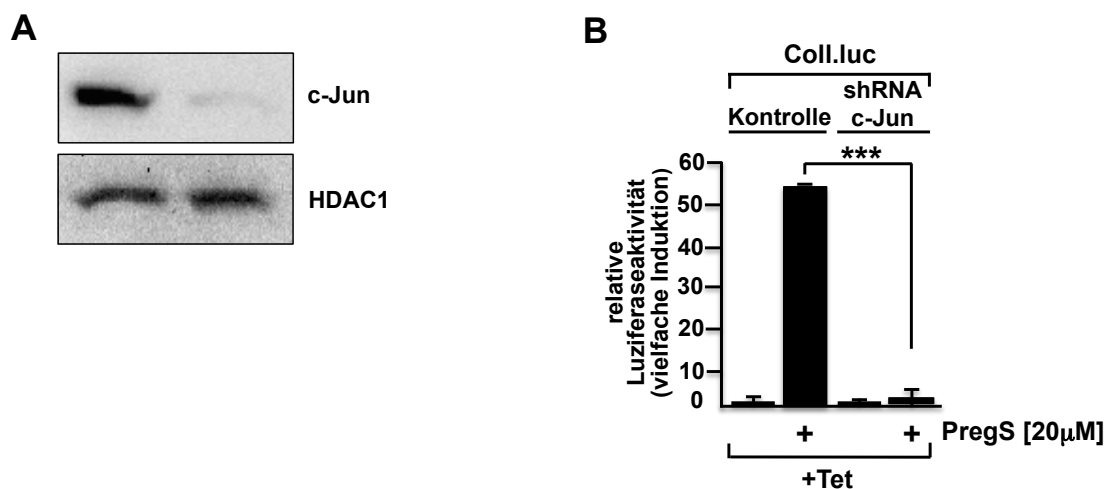 A
c-Jun
HDAC1
B
Coll.luc
Kontrolle
shRNA
c-Jun
***
relative
Luziferaseaktivität
(vielfache Induktion)
60
50
40
30
20
10
0
+ + PregS [20µM]
+Tet